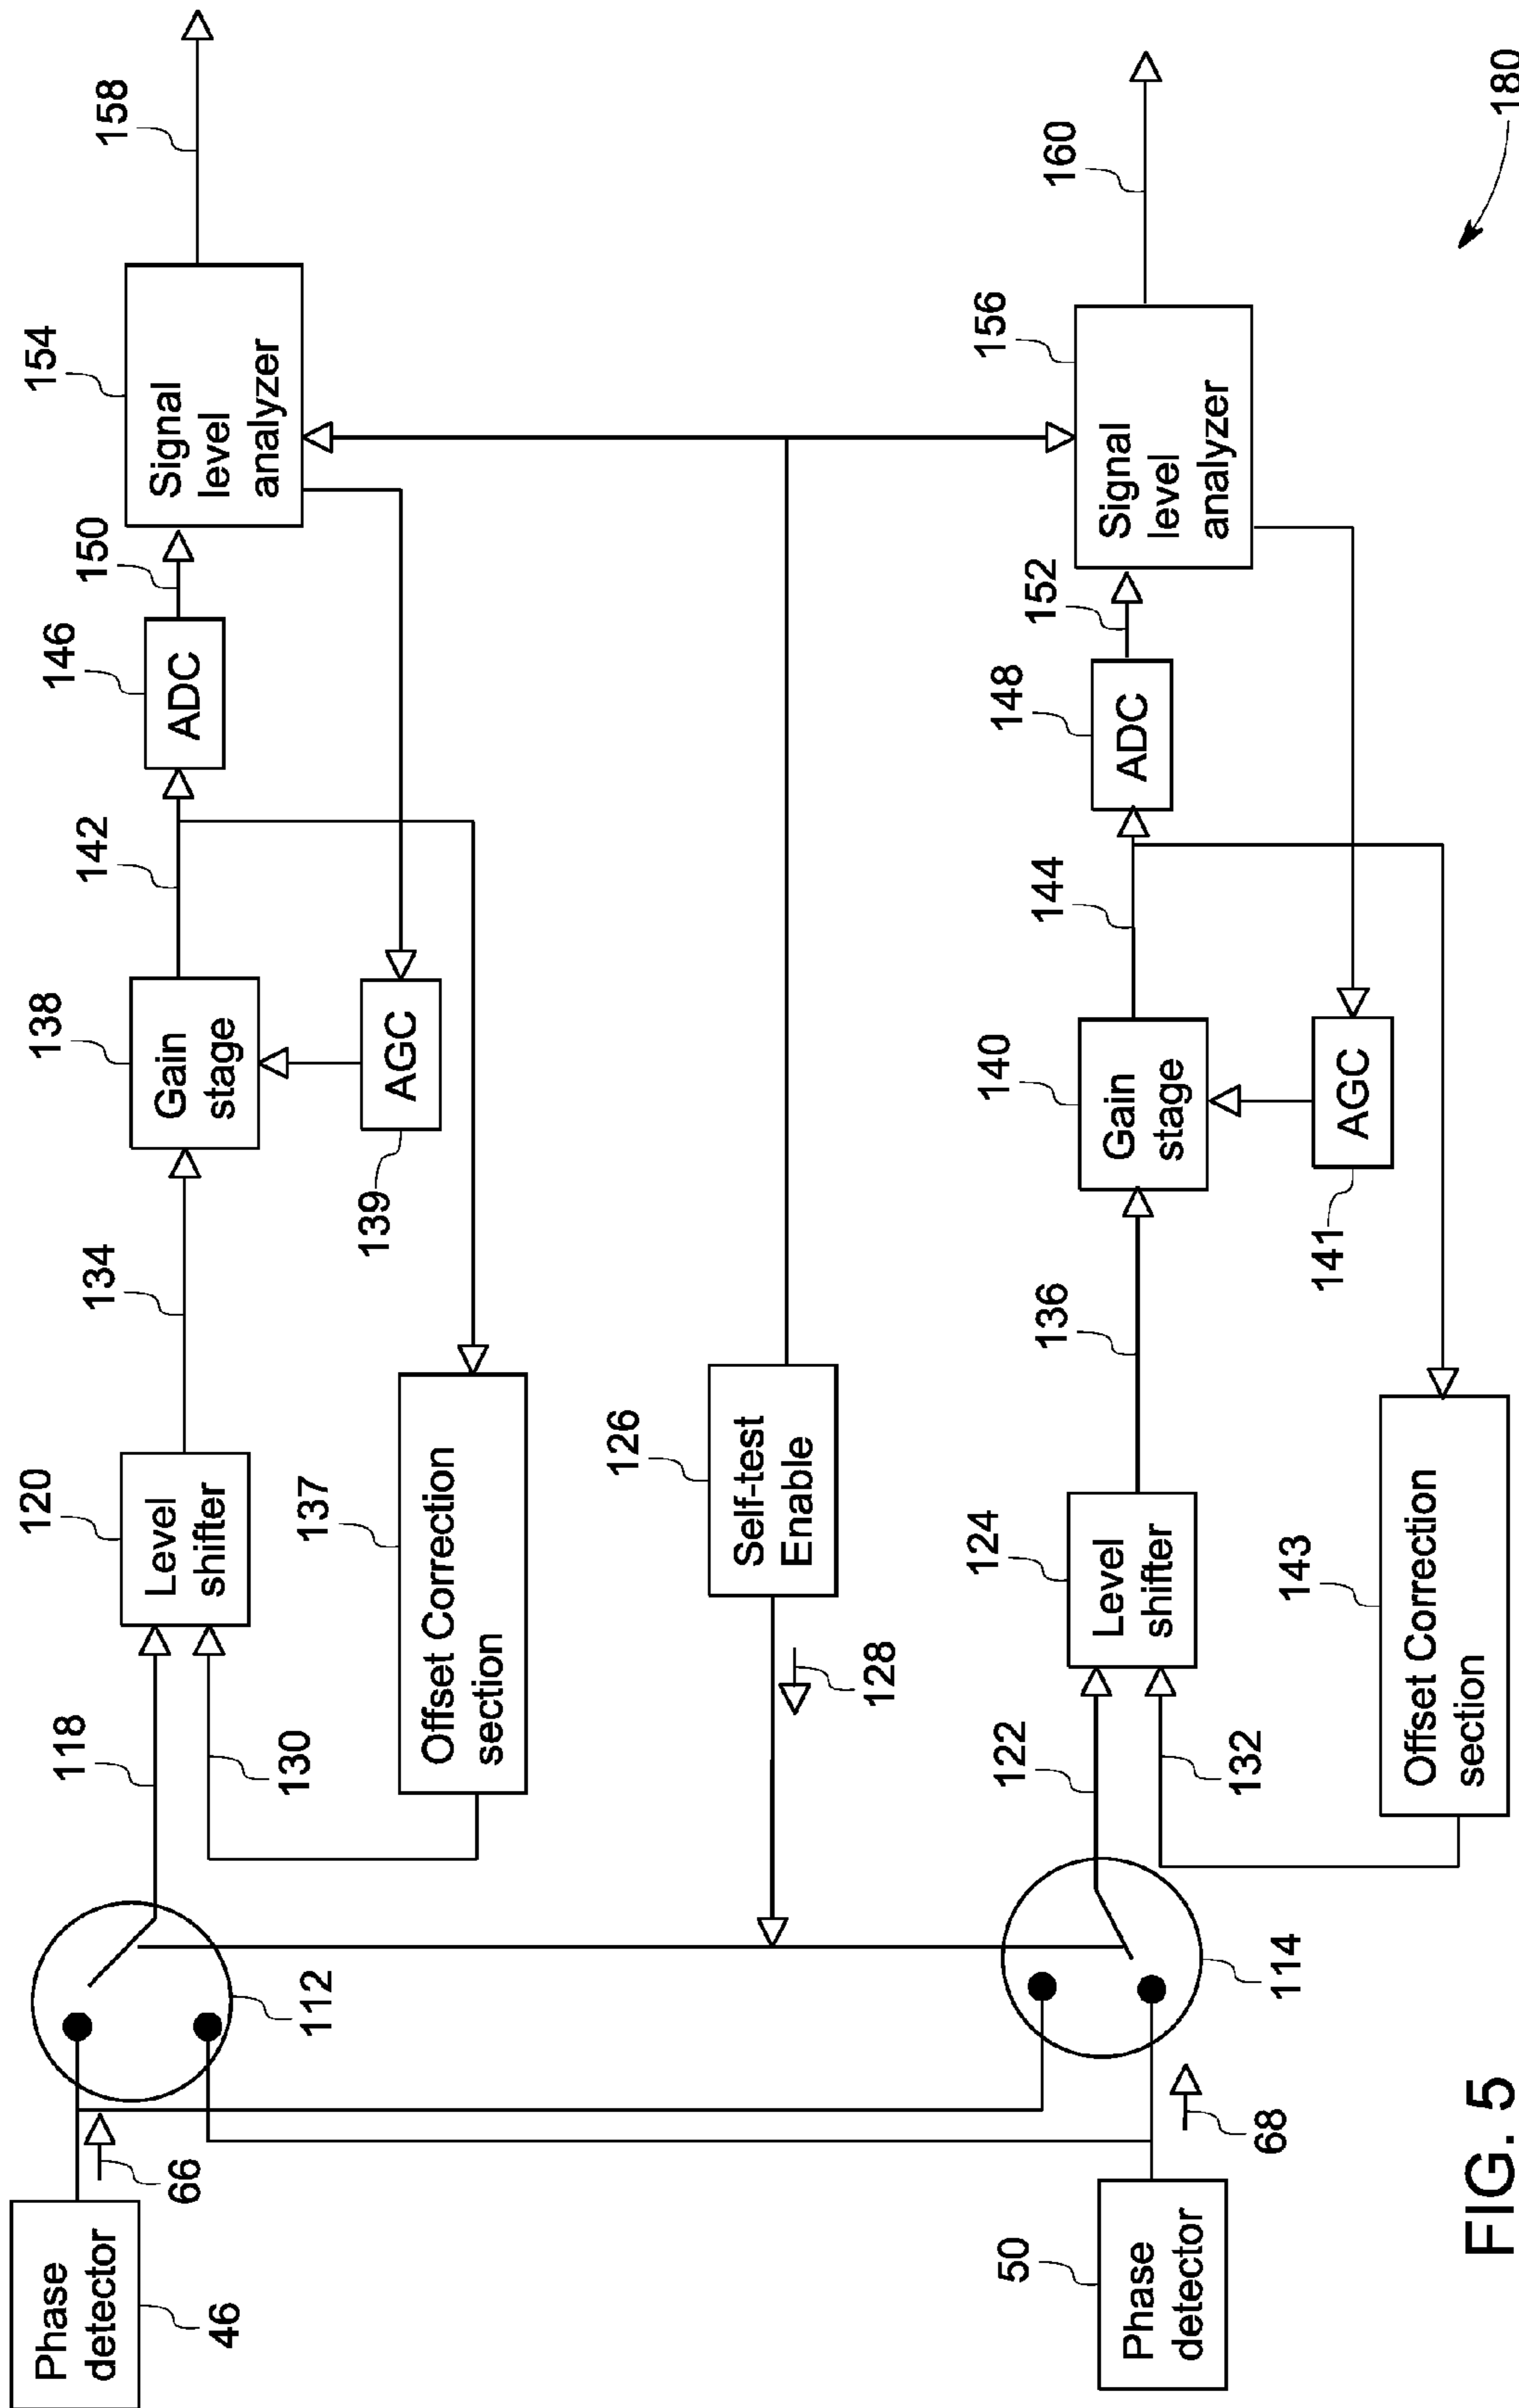 Phase
detector
46
66
112
118
130
Level
shifter
120
134
Offset Correction
section
137
Gain
stage
138
AGC
139
142
ADC
146
150
Signal
level
analyzer
154
158
Self-test
Enable
126
128
Phase
detector
50
68
114
122
132
Level
shifter
124
136
Offset Correction
section
143
Gain
stage
140
AGC
141
144
ADC
148
152
Signal
level
analyzer
156
160
180
FIG. 5